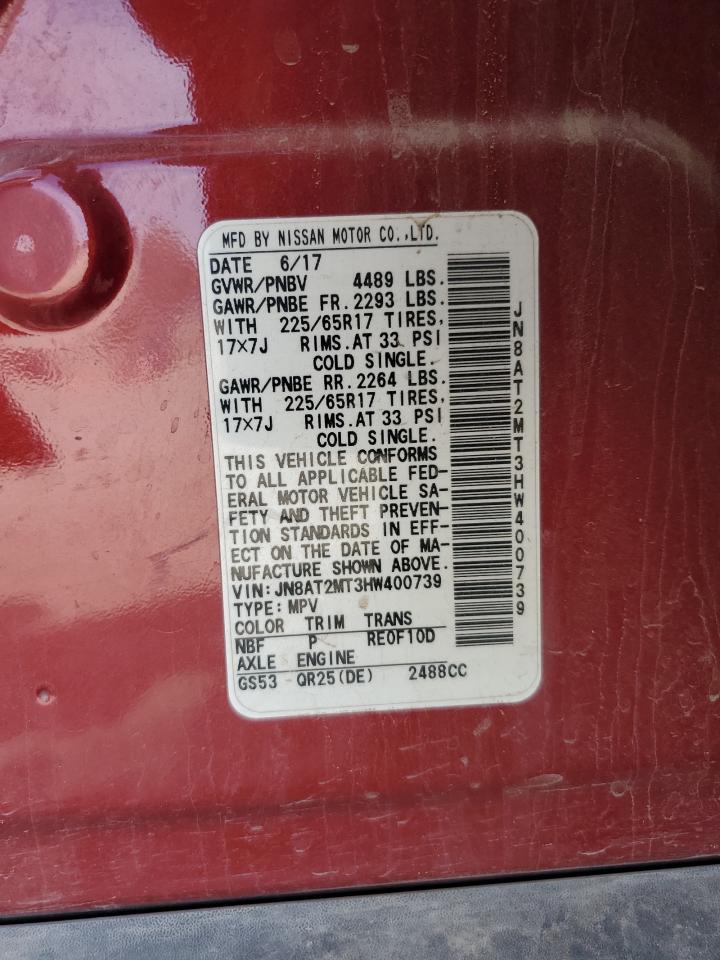 MFD BY NISSAN MOTOR CO.,LTD.
DATE 6/17
GVWR/PNBV 4489 LBS.
GAWR/PNBE FR. 2293 LBS.
WITH 225/65R17 TIRES,
17×7J RIMS.AT 33 PSI
COLD SINGLE.
GAWR/PNBE RR. 2264 LBS.
WITH 225/65R17 TIRES,
17×7J RIMS.AT 33 PSI
COLD SINGLE.
THIS VEHICLE CONFORMS
TO ALL APPLICABLE FED-
ERAL MOTOR VEHICLE SA-
FETY AND THEFT PREVEN-
TION STANDARDS IN EFF-
ECT ON THE DATE OF MA-
NUFACTURE SHOWN ABOVE.
VIN:JN8AT2MT3HW400739
TYPE:MPV
COLOR TRIM TRANS
NBF P RE0F10D
AXLE ENGINE
GS53 QR25(DE) 2488CC
JN8AT2MT3HW400739